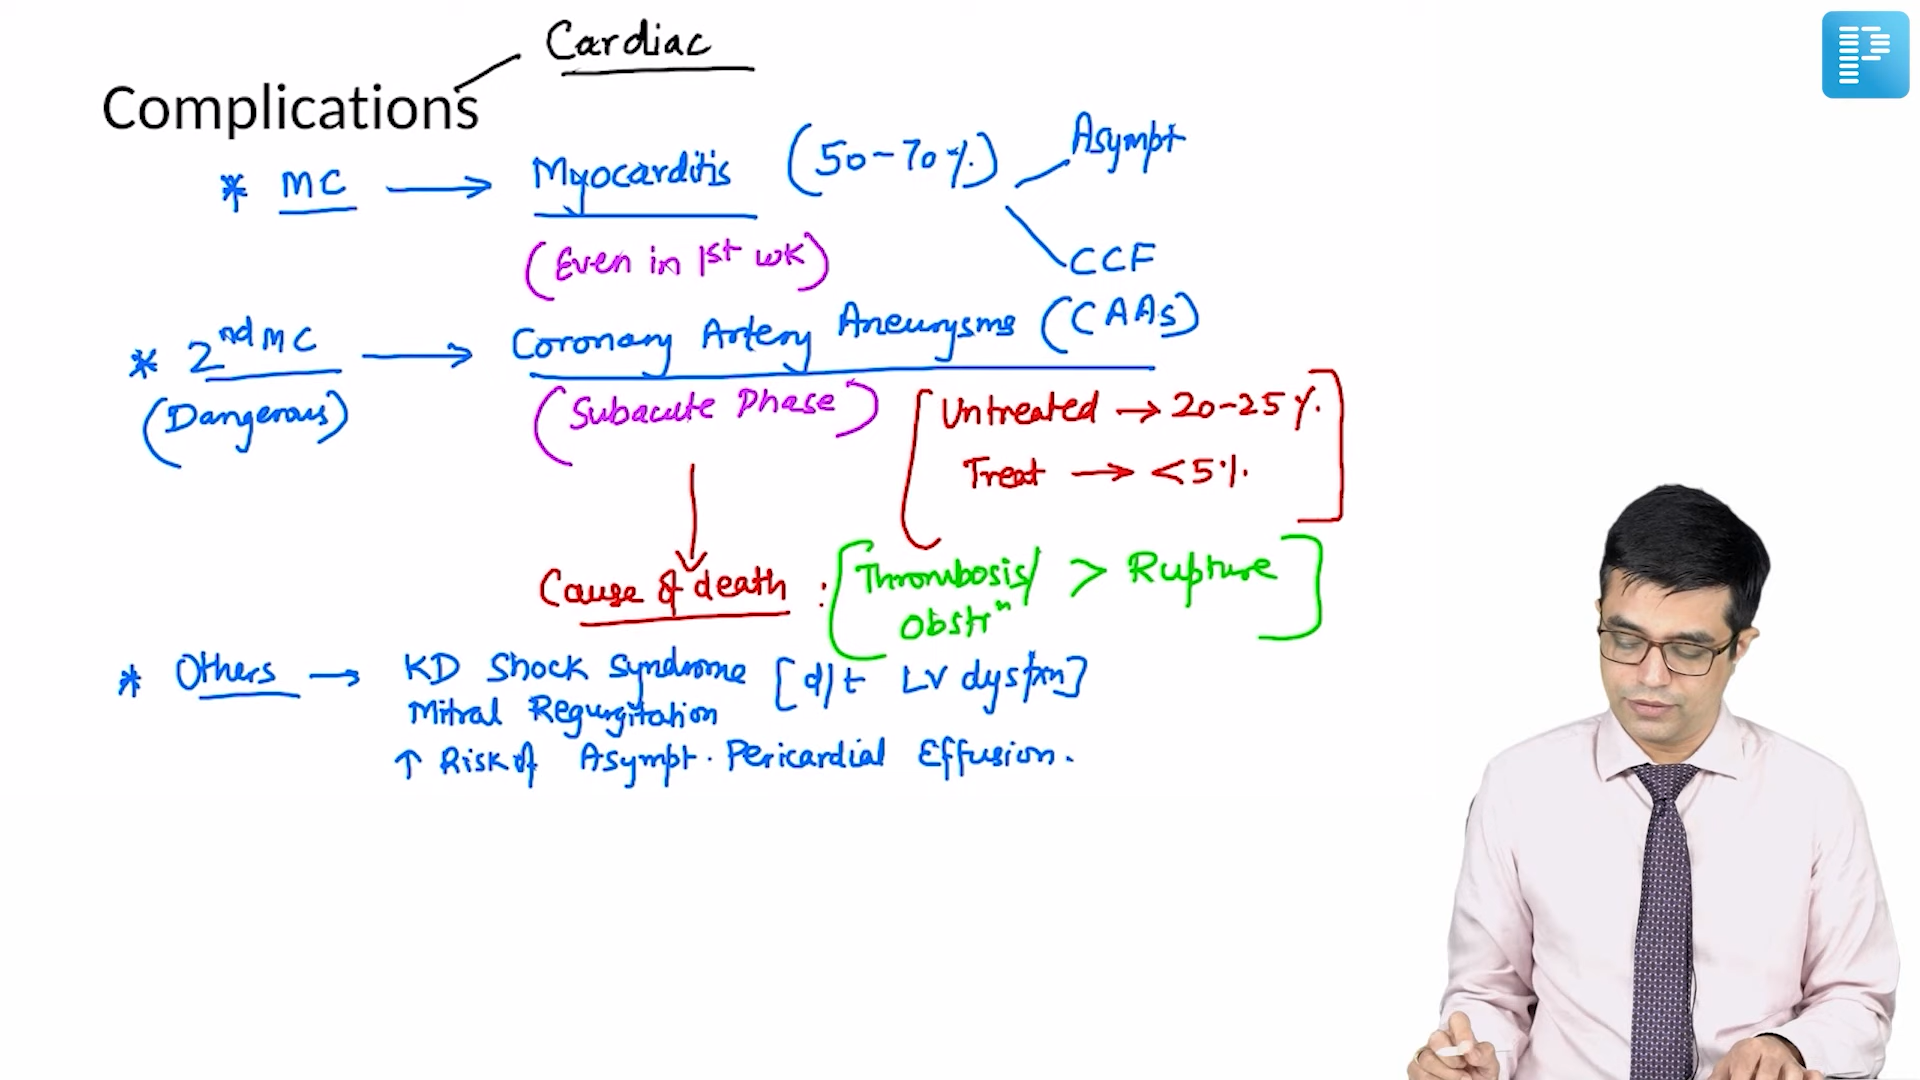 Cardiac
Complications
* MC → Myocarditis (50-70%) Asympt
CCF
(Even in 1st wk)
* 2nd MC → Coronary Artery Aneurysms (CAAs)
(Dangerous)
(Subacute Phase)
[Untreated → 20-25%.
Treat → <5%.]
Cause of death : [Thrombosis/ Obstrⁿ > Rupture]
* Others → KD Shock Syndrome [d/t LV dysfxn]
Mitral Regurgitation
↑ Risk of Asympt. Pericardial Effusion.